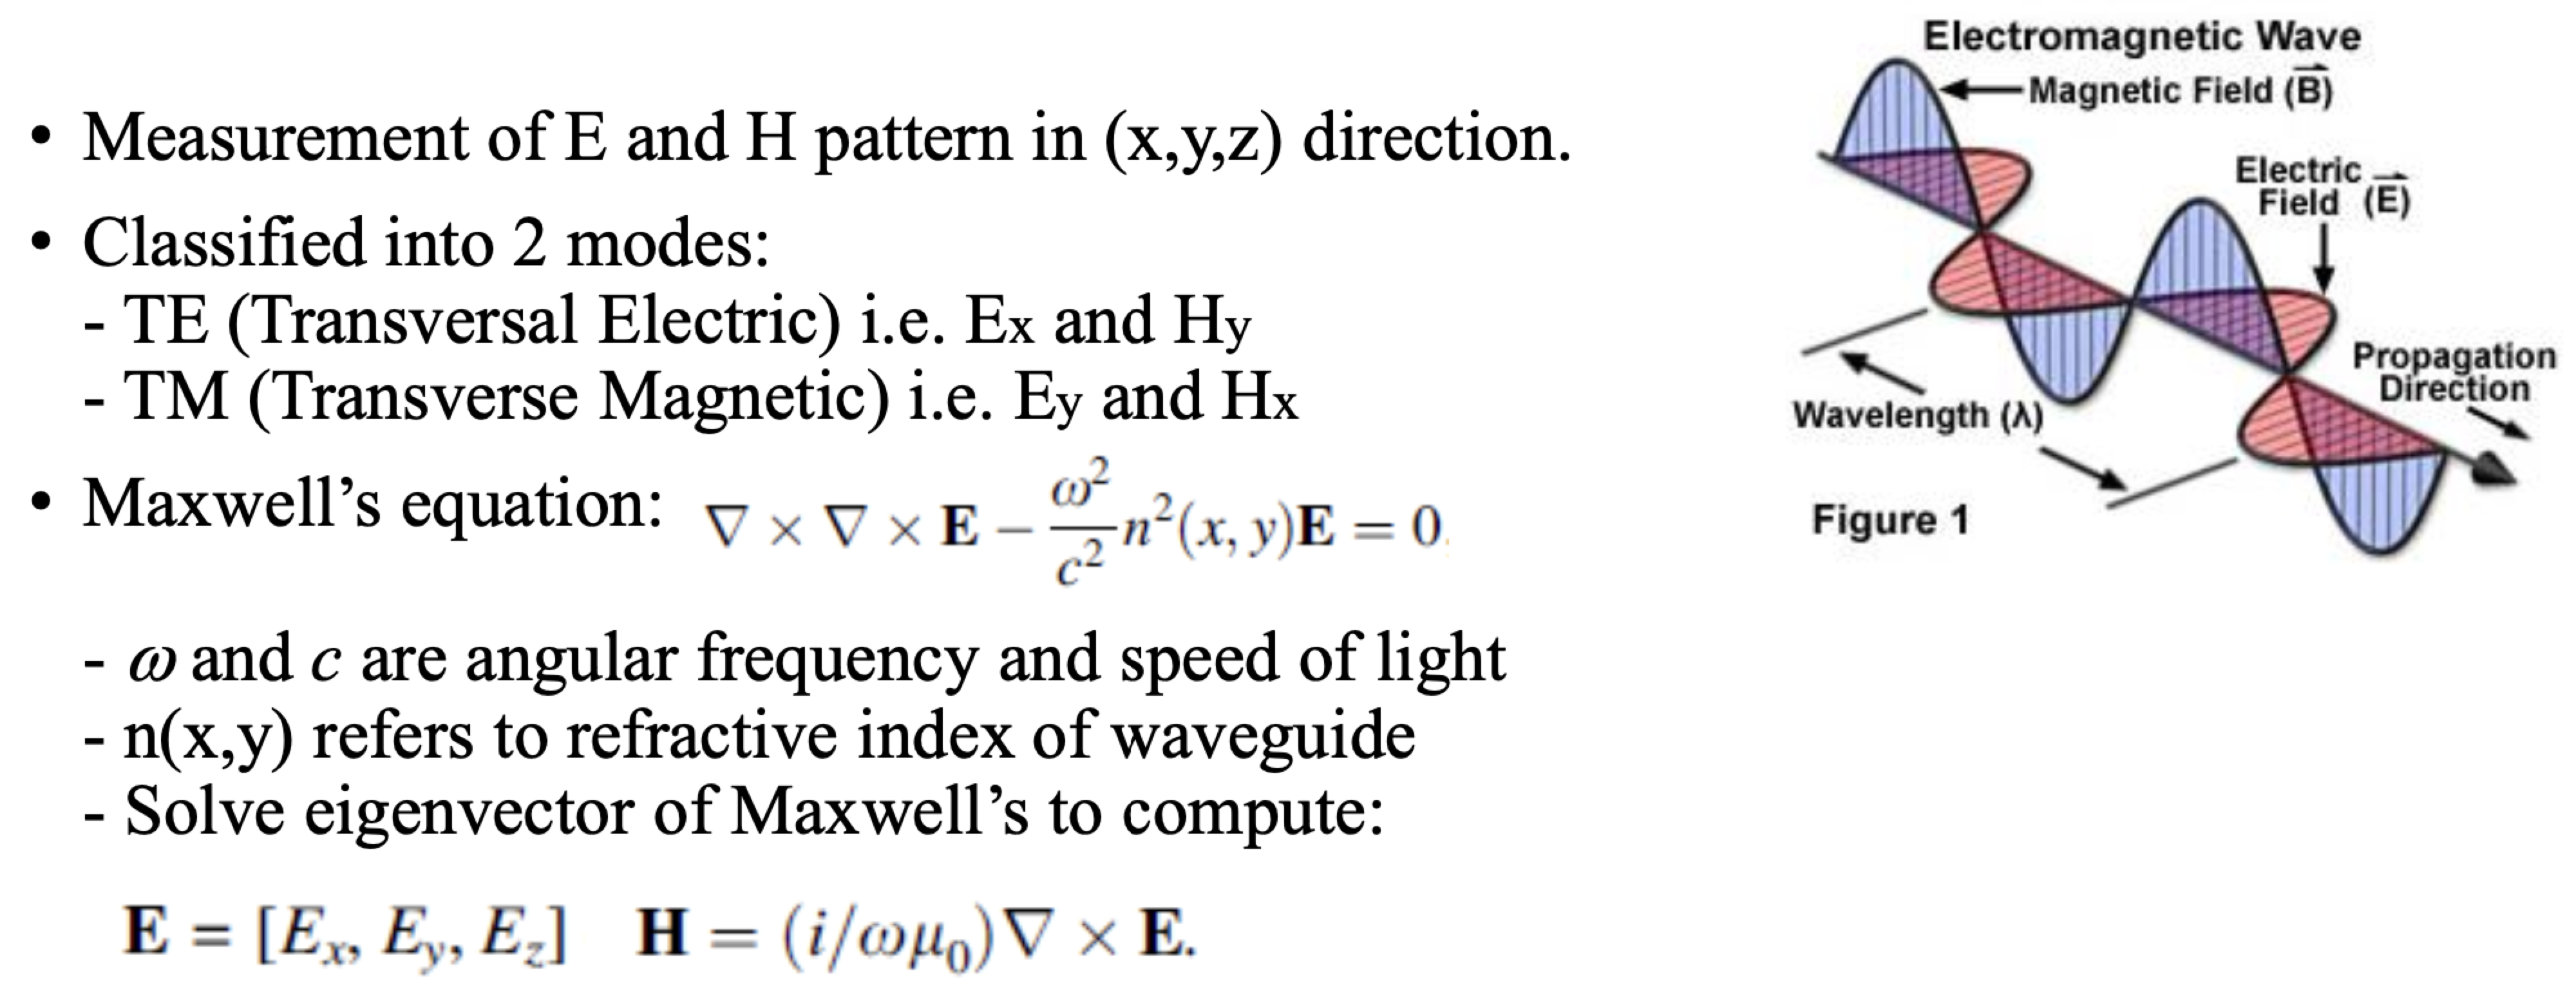 • Measurement of E and H pattern in (x,y,z) direction.
• Classified into 2 modes:
- TE (Transversal Electric) i.e. Ex and Hy
- TM (Transverse Magnetic) i.e. Ey and Hx
• Maxwell’s equation: ∇ × ∇ × E − ω²/c² n²(x, y)E = 0.
- ω and c are angular frequency and speed of light
- n(x,y) refers to refractive index of waveguide
- Solve eigenvector of Maxwell’s to compute:
E = [Eₓ, E_y, E_z] H = (i/ωμ₀)∇ × E.
Electromagnetic Wave
Magnetic Field (B⃗)
Electric
Field (E⃗)
Propagation
Direction
Wavelength (λ)
Figure 1